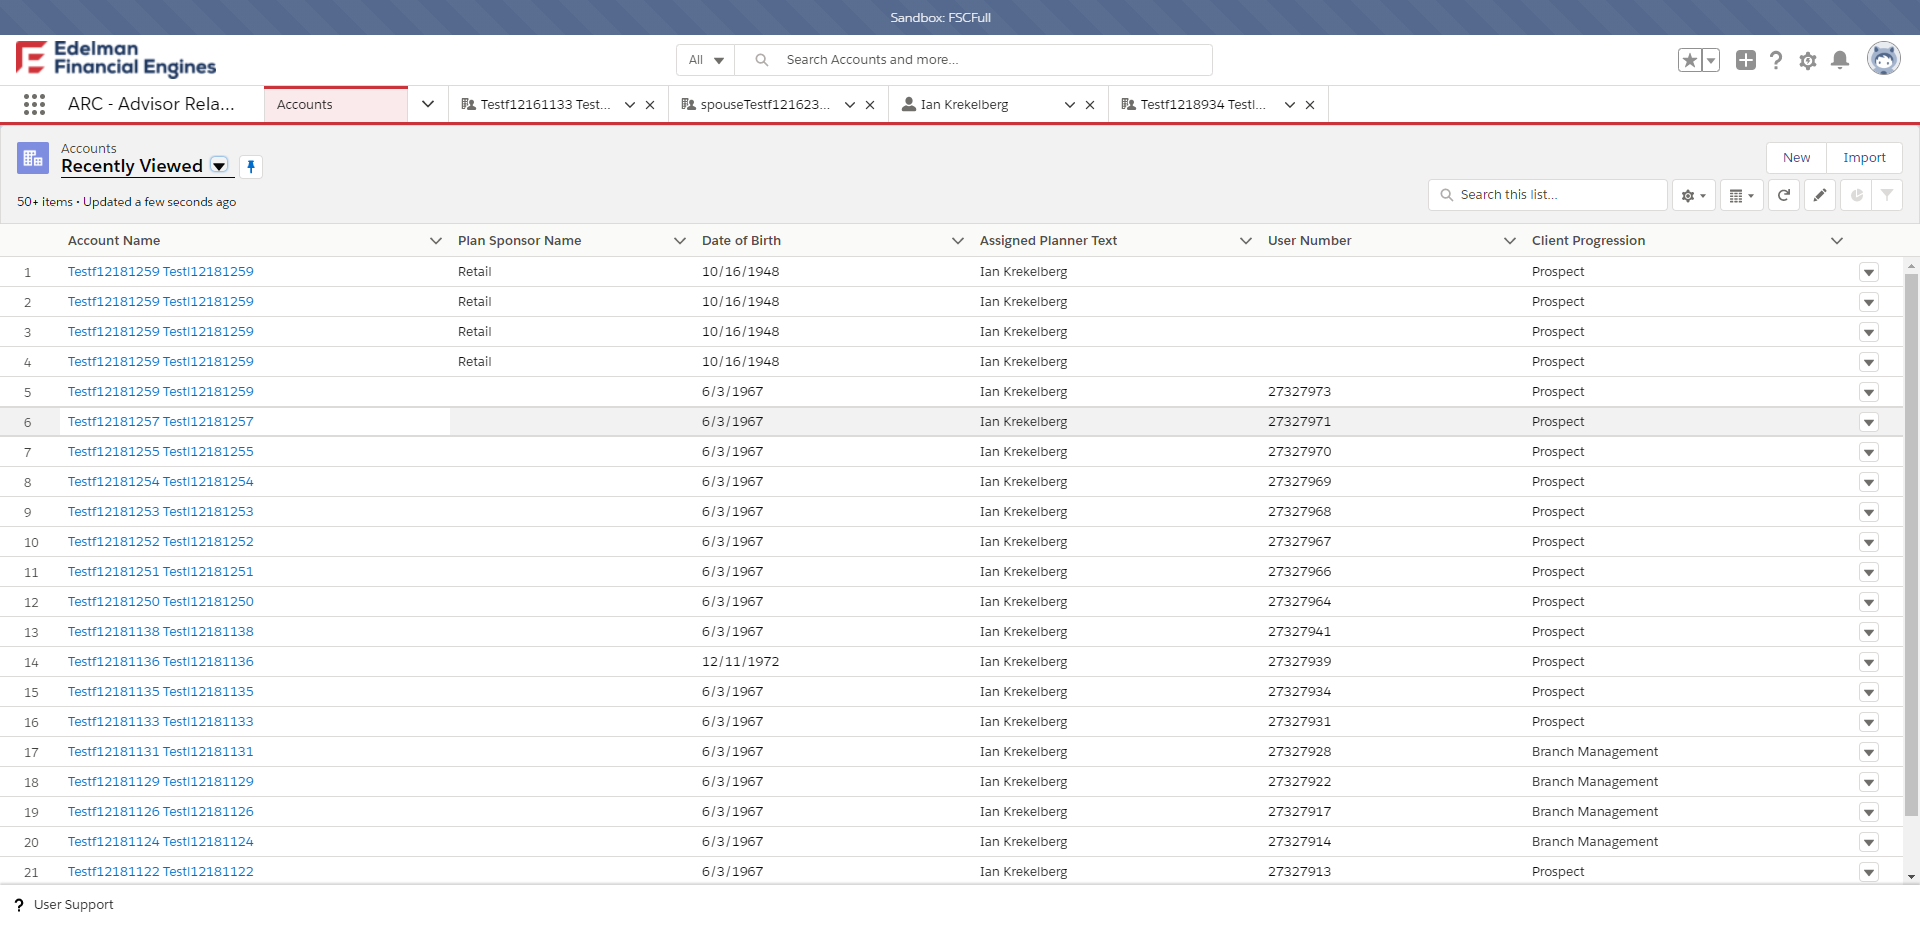 Sandbox: FSCFull
Edelman
Financial Engines
All
Search Accounts and more...
ARC - Advisor Rela...
Accounts
Testf12161133 Test...
spouseTestf121623...
Ian Krekelberg
Testf1218934 Testl...
Accounts
Recently Viewed
New
Import
50+ items • Updated a few seconds ago
Search this list...
Account Name Plan Sponsor Name Date of Birth Assigned Planner Text User Number Client Progression
1 Testf12181259 Testl12181259 Retail 10/16/1948 Ian Krekelberg Prospect
2 Testf12181259 Testl12181259 Retail 10/16/1948 Ian Krekelberg Prospect
3 Testf12181259 Testl12181259 Retail 10/16/1948 Ian Krekelberg Prospect
4 Testf12181259 Testl12181259 Retail 10/16/1948 Ian Krekelberg Prospect
5 Testf12181259 Testl12181259 6/3/1967 Ian Krekelberg 27327973 Prospect
6 Testf12181257 Testl12181257 6/3/1967 Ian Krekelberg 27327971 Prospect
7 Testf12181255 Testl12181255 6/3/1967 Ian Krekelberg 27327970 Prospect
8 Testf12181254 Testl12181254 6/3/1967 Ian Krekelberg 27327969 Prospect
9 Testf12181253 Testl12181253 6/3/1967 Ian Krekelberg 27327968 Prospect
10 Testf12181252 Testl12181252 6/3/1967 Ian Krekelberg 27327967 Prospect
11 Testf12181251 Testl12181251 6/3/1967 Ian Krekelberg 27327966 Prospect
12 Testf12181250 Testl12181250 6/3/1967 Ian Krekelberg 27327964 Prospect
13 Testf12181138 Testl12181138 6/3/1967 Ian Krekelberg 27327941 Prospect
14 Testf12181136 Testl12181136 12/11/1972 Ian Krekelberg 27327939 Prospect
15 Testf12181135 Testl12181135 6/3/1967 Ian Krekelberg 27327934 Prospect
16 Testf12181133 Testl12181133 6/3/1967 Ian Krekelberg 27327931 Prospect
17 Testf12181131 Testl12181131 6/3/1967 Ian Krekelberg 27327928 Branch Management
18 Testf12181129 Testl12181129 6/3/1967 Ian Krekelberg 27327922 Branch Management
19 Testf12181126 Testl12181126 6/3/1967 Ian Krekelberg 27327917 Branch Management
20 Testf12181124 Testl12181124 6/3/1967 Ian Krekelberg 27327914 Branch Management
21 Testf12181122 Testl12181122 6/3/1967 Ian Krekelberg 27327913 Prospect
? User Support